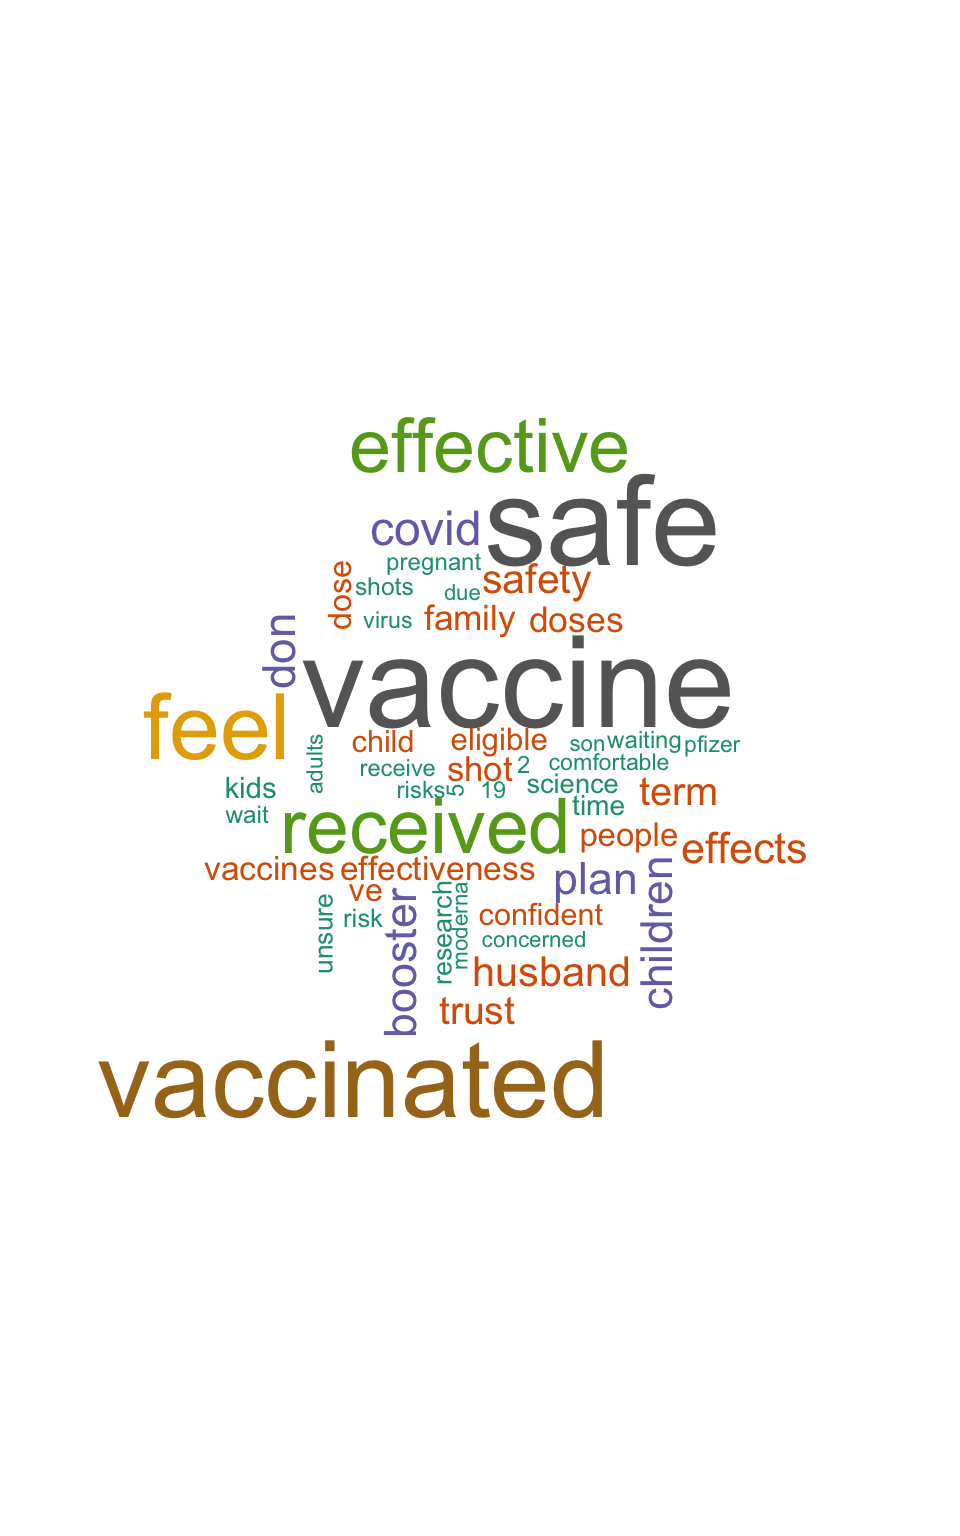 effective
safe
covid
pregnant
dose
shots
due
safety
virus
family
doses
don
vaccine
feel
adults
child
eligible
son
waiting
pfizer
receive
shot
2
comfortable
kids
risks
5
19
science
term
wait
received
time
people
effects
vaccines
effectiveness
plan
children
ve
unsure
risk
booster
research
moderna
confident
concerned
husband
trust
vaccinated